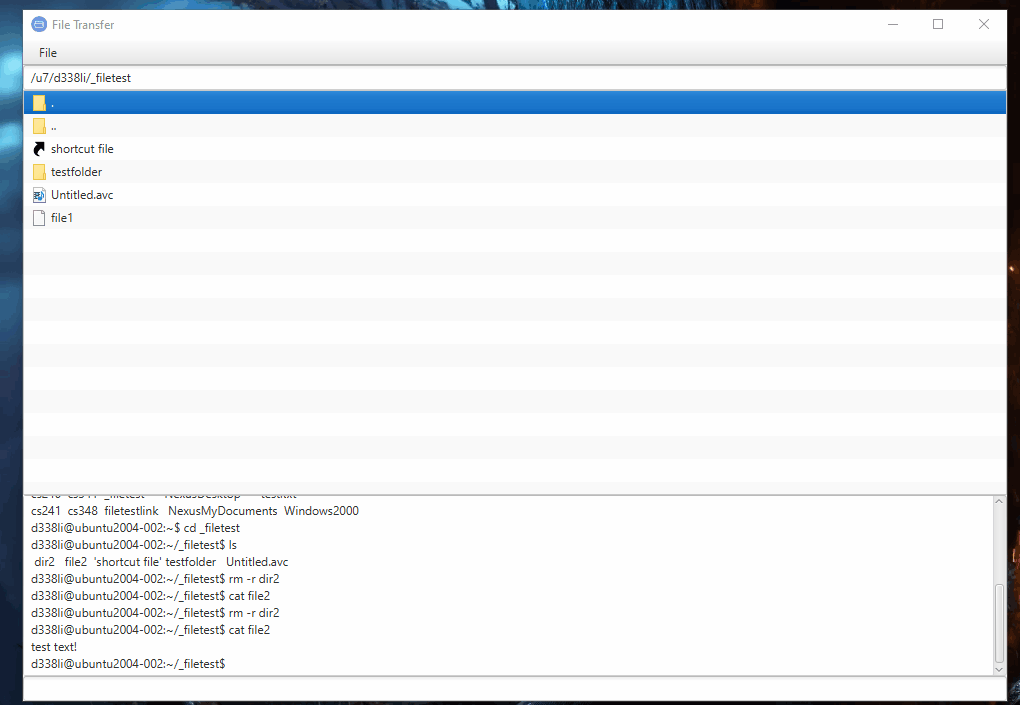 File Transfer
File
/u7/d338li/_filetest
.
..
shortcut file
testfolder
Untitled.avc
file1
cs241  cs348  filetestlink   NexusMyDocuments  Windows2000
d338li@ubuntu2004-002:~$ cd _filetest
d338li@ubuntu2004-002:~/_filetest$ ls
dir2   file2  'shortcut file' testfolder   Untitled.avc
d338li@ubuntu2004-002:~/_filetest$ rm -r dir2
d338li@ubuntu2004-002:~/_filetest$ cat file2
d338li@ubuntu2004-002:~/_filetest$ rm -r dir2
d338li@ubuntu2004-002:~/_filetest$ cat file2
test text!
d338li@ubuntu2004-002:~/_filetest$